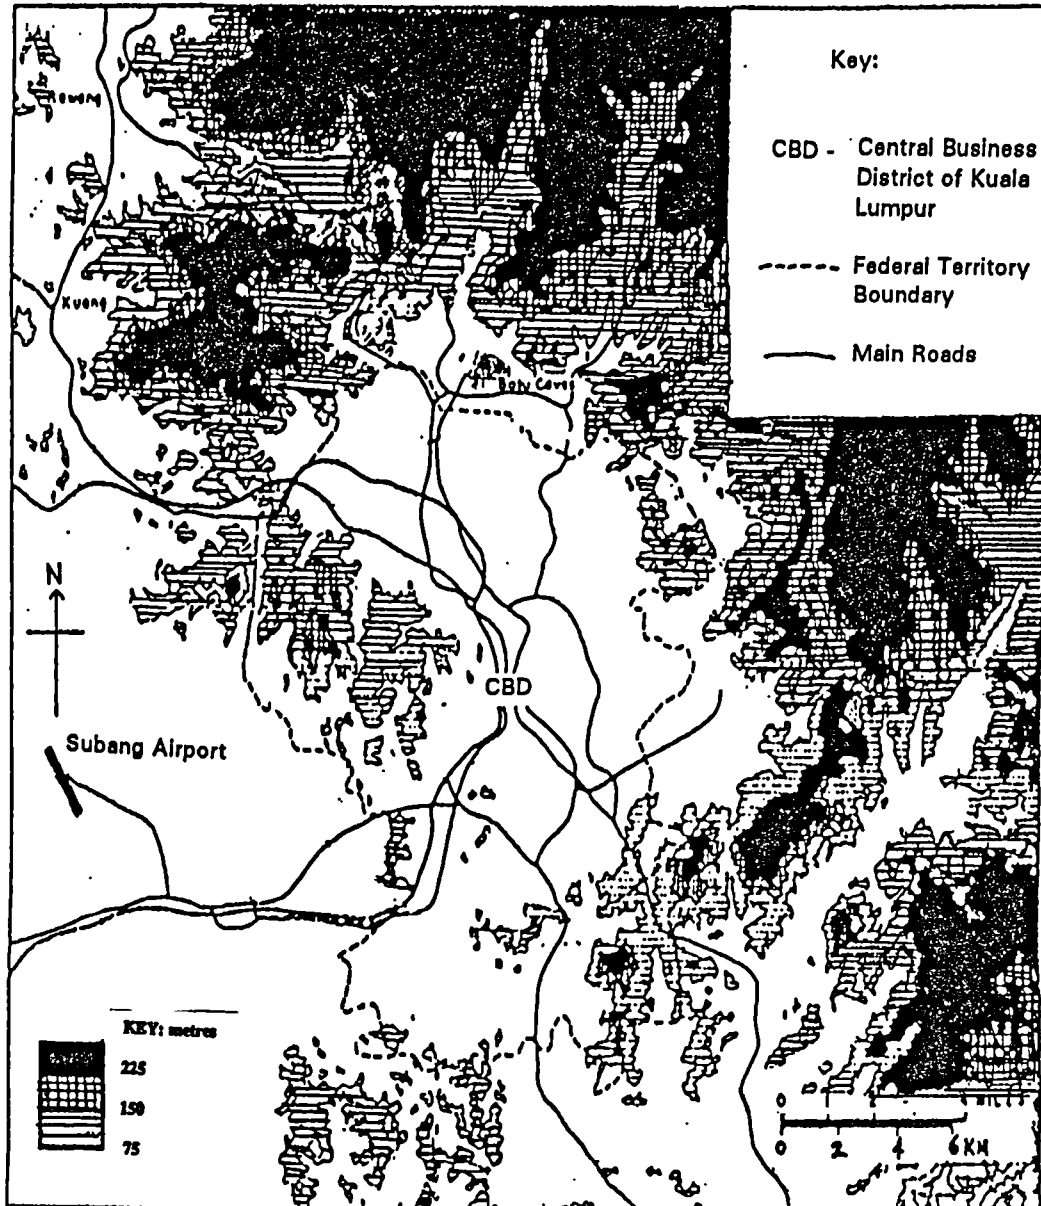 Key:
CBD - Central Business
District of Kuala
Lumpur
Federal Territory
Boundary
Main Roads
Rawang
Kuang
Batu Caves
N
CBD
Subang Airport
KEY: metres
225
150
75
0 2 4 6 KM